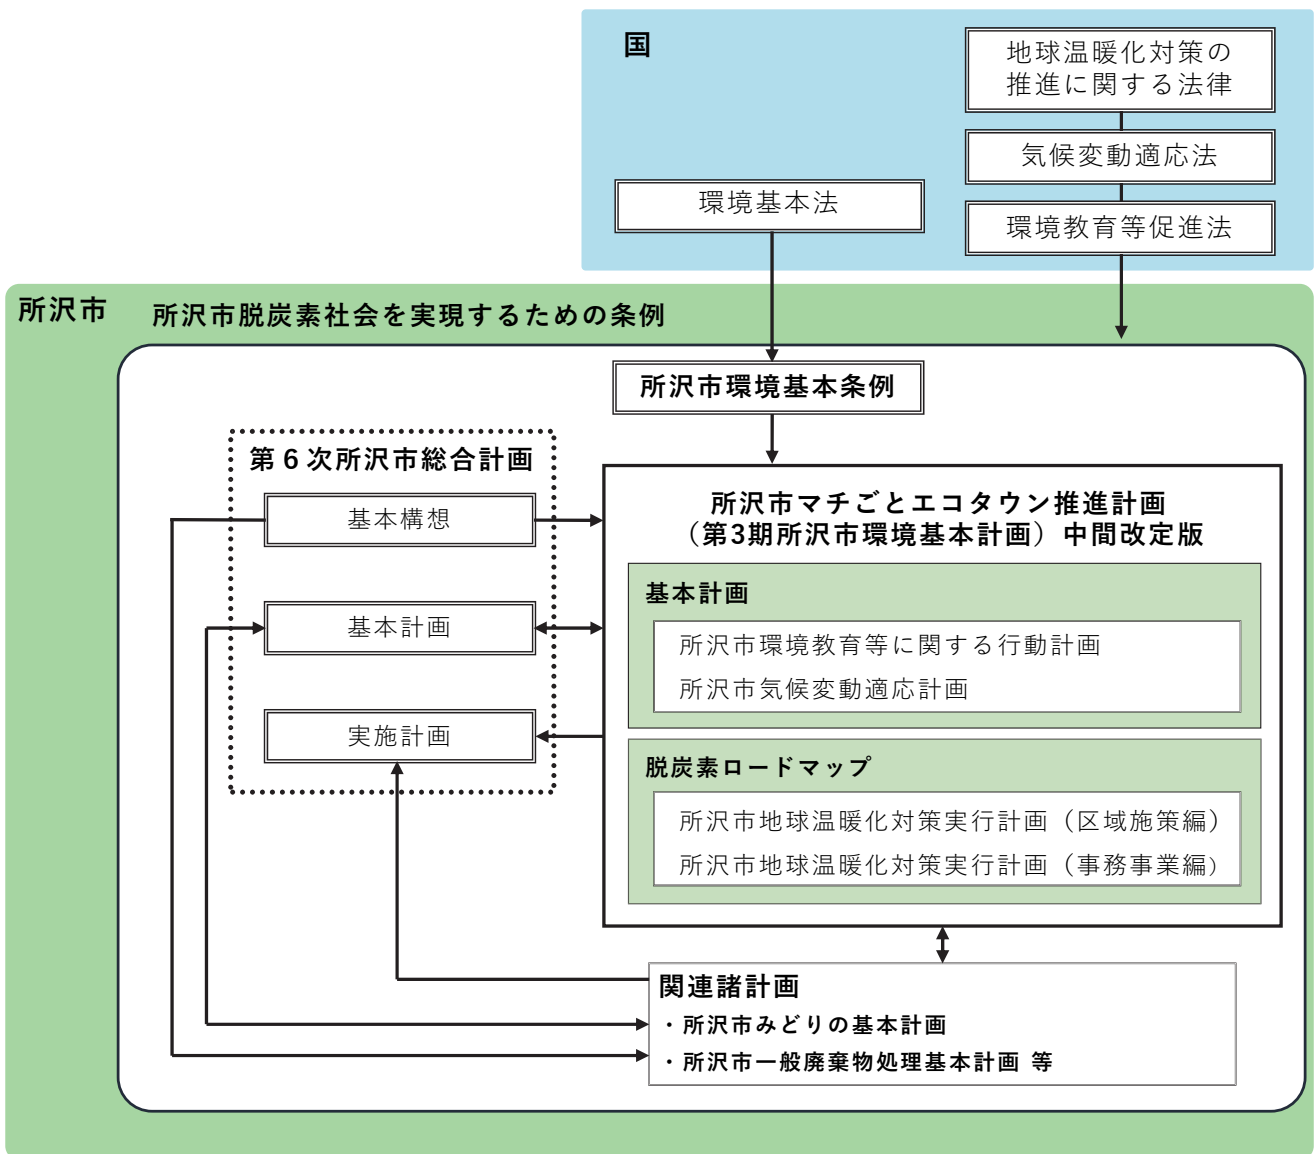 国
地球温暖化対策の
推進に関する法律
気候変動適応法
環境基本法
環境教育等促進法
所沢市
所沢市脱炭素社会を実現するための条例
所沢市環境基本条例
第６次所沢市総合計画
基本構想
基本計画
実施計画
所沢市マチごとエコタウン推進計画
（第3期所沢市環境基本計画）中間改定版
基本計画
所沢市環境教育等に関する行動計画
所沢市気候変動適応計画
脱炭素ロードマップ
所沢市地球温暖化対策実行計画（区域施策編）
所沢市地球温暖化対策実行計画（事務事業編）
関連諸計画
・所沢市みどりの基本計画
・所沢市一般廃棄物処理基本計画 等